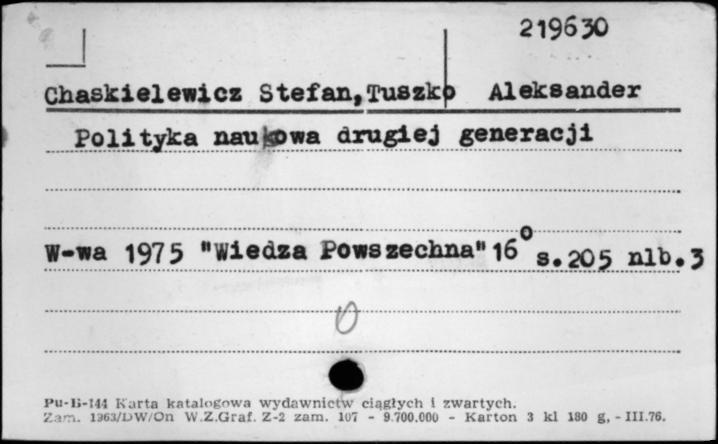 219630
Chaskielewicz Stefan,Tuszko Aleksander
Polityka naukowa drugiej generacji
W-wa 1975 "Wiedza Powszechna" 16° s.205 nlb.3
0
Pu-B-144 Karta katalogowa wydawnictw ciągłych i zwartych.
Zam. 1963/DW/On W.Z.Graf. Z-2 zam. 107 - 9.700.000 - Karton 3 kl 180 g, - III.76.